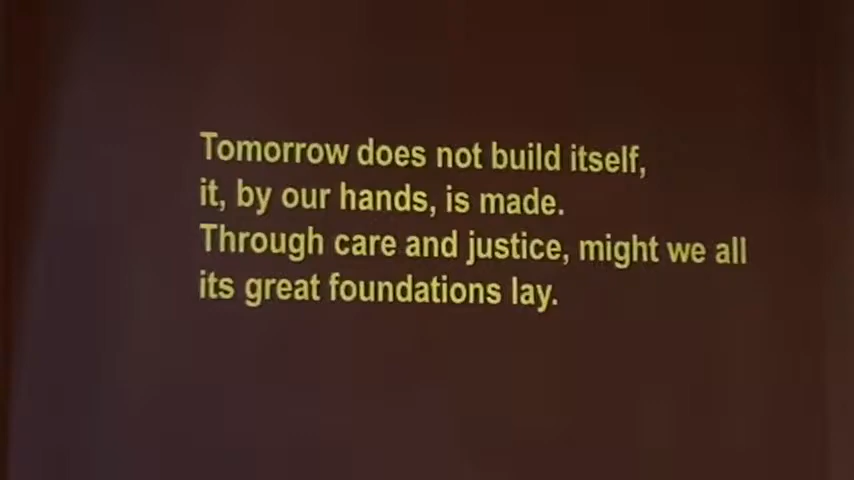 Tomorrow does not build itself,
it, by our hands, is made.
Through care and justice, might we all
its great foundations lay.